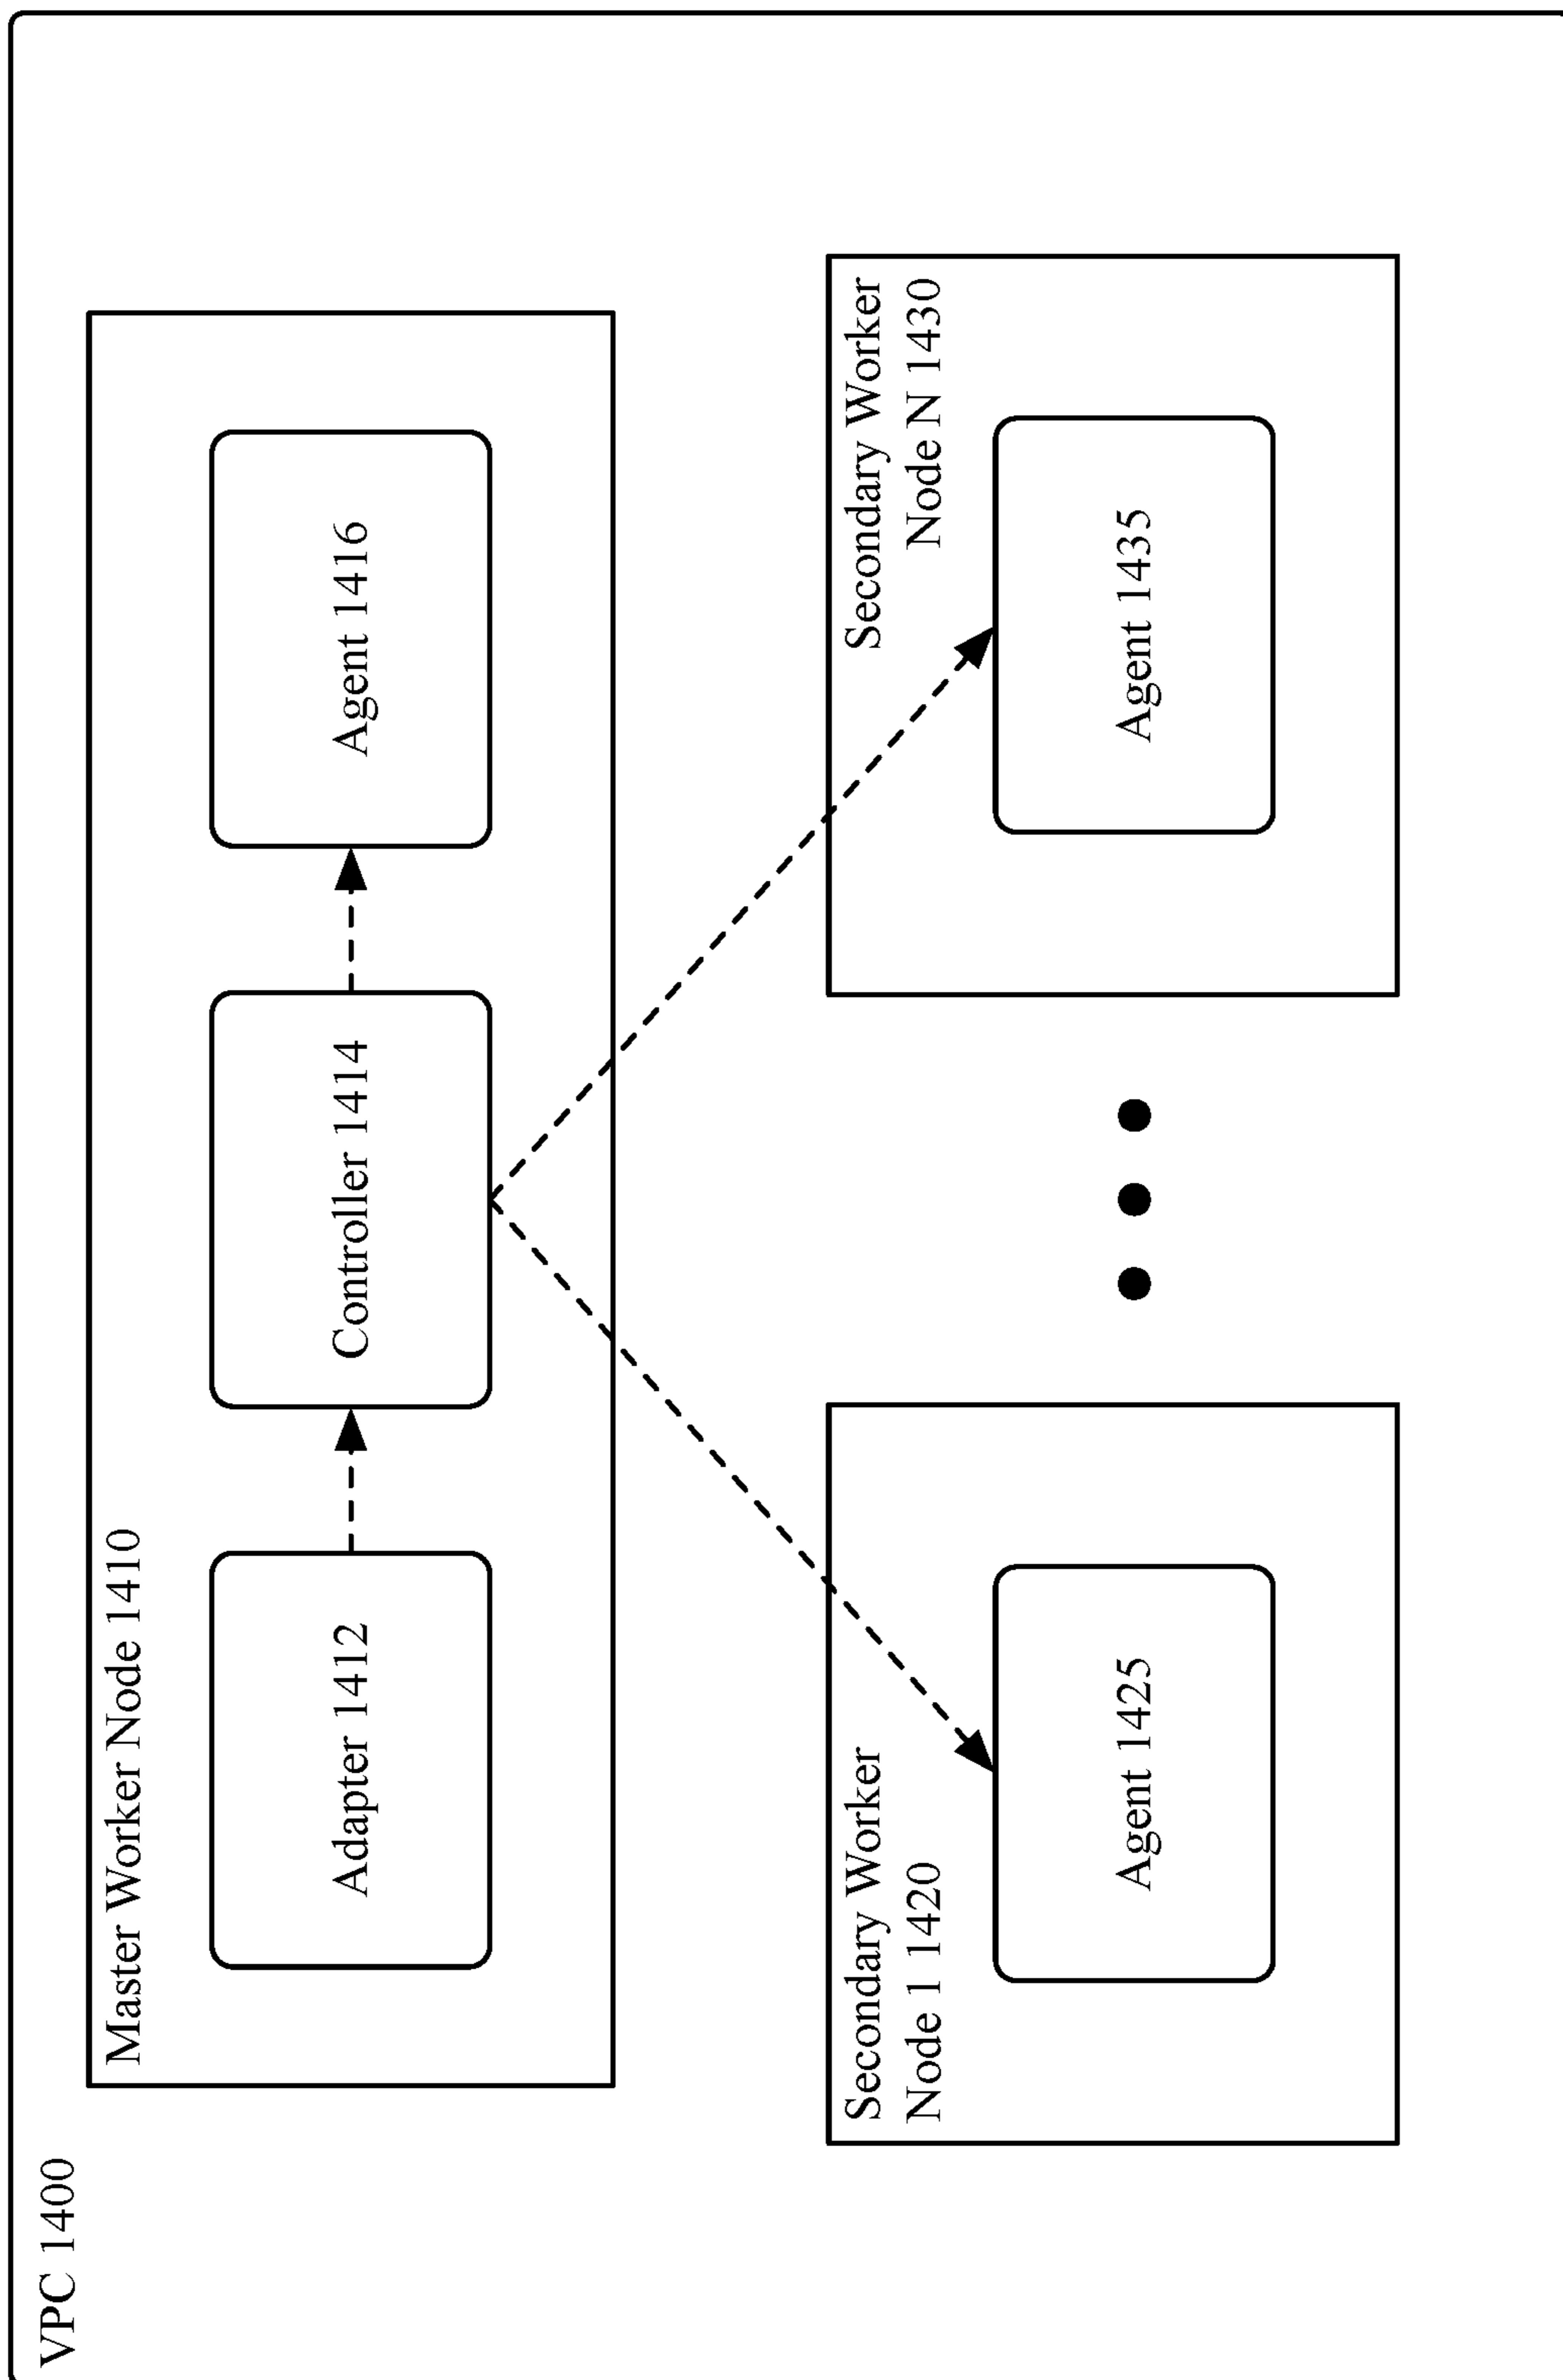 VPC 1400
Master Worker Node 1410
Adapter 1412
Controller 1414
Agent 1416
Secondary Worker
Node 1 1420
Agent 1425
Secondary Worker
Node N 1430
Agent 1435